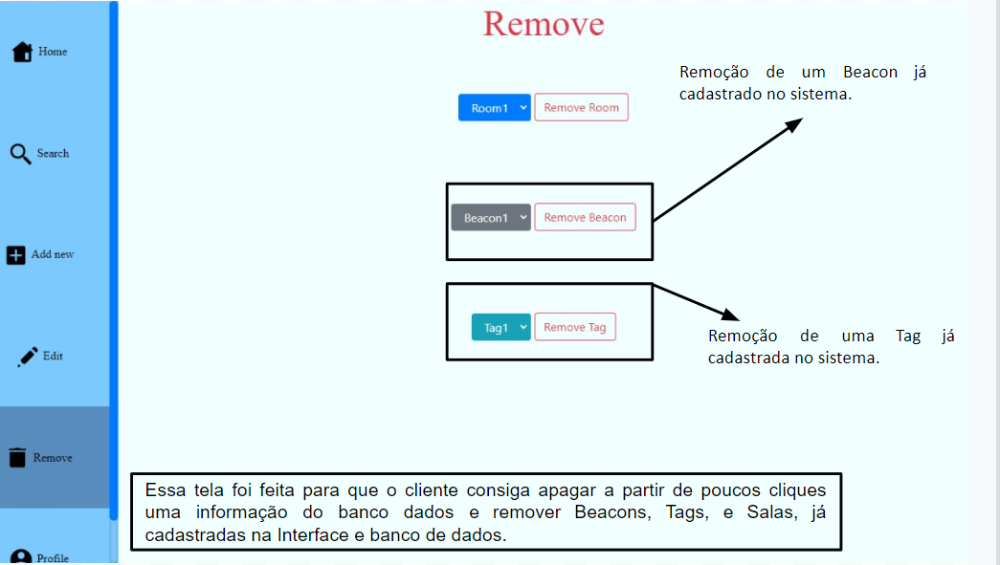 Remove
Home
Search
Add new
Edit
Remove
Profile
Room1
Remove Room
Beacon1
Remove Beacon
Tag1
Remove Tag
Remoção de um Beacon já
cadastrado no sistema.
Remoção de uma Tag já
cadastrada no sistema.
Essa tela foi feita para que o cliente consiga apagar a partir de poucos cliques
uma informação do banco dados e remover Beacons, Tags, e Salas, já
cadastradas na Interface e banco de dados.